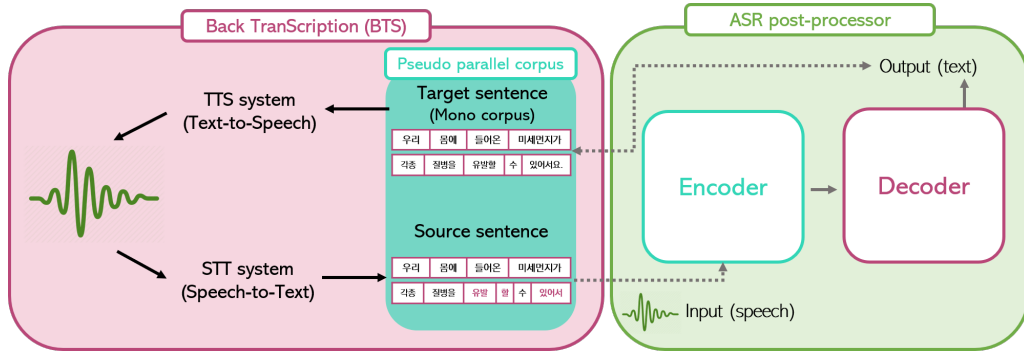 Back TranScription (BTS)
ASR post-processor
Pseudo parallel corpus
Target sentence
(Mono corpus)
우리 몸에 들어온 미세먼지가
각종 질병을 유발할 수 있어서요.
TTS system
(Text-to-Speech)
Source sentence
우리 몸에 들어온 미세먼지가
각종 질병을 유발 할 수 있어서
STT system
(Speech-to-Text)
Output (text)
Encoder
Decoder
Input (speech)